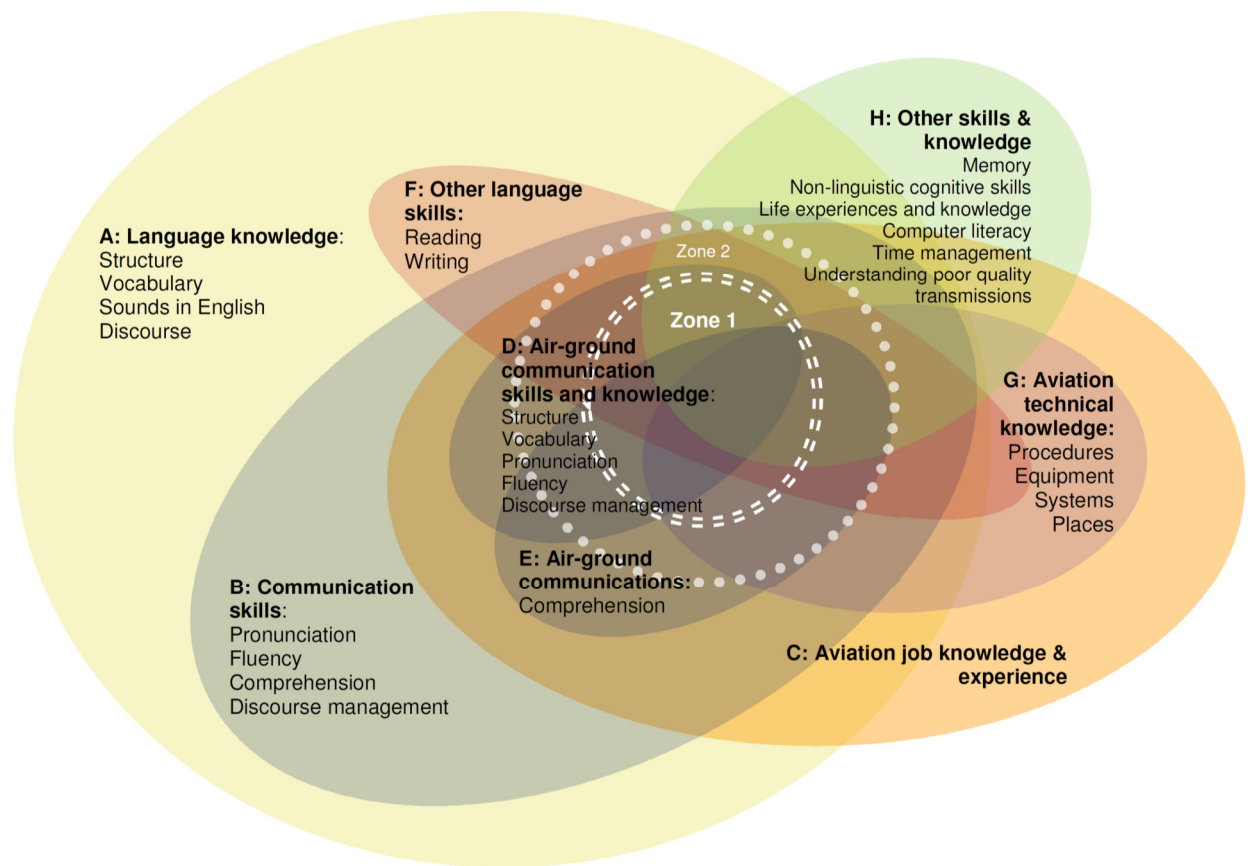 A: Language knowledge:
Structure
Vocabulary
Sounds in English
Discourse
F: Other language
skills:
Reading
Writing
H: Other skills &
knowledge
Memory
Non-linguistic cognitive skills
Life experiences and knowledge
Computer literacy
Time management
Understanding poor quality
transmissions
Zone 2
Zone 1
D: Air-ground
communication
skills and knowledge:
Structure
Vocabulary
Pronunciation
Fluency
Discourse management
G: Aviation
technical
knowledge:
Procedures
Equipment
Systems
Places
E: Air-ground
communications:
Comprehension
B: Communication
skills:
Pronunciation
Fluency
Comprehension
Discourse management
C: Aviation job knowledge &
experience